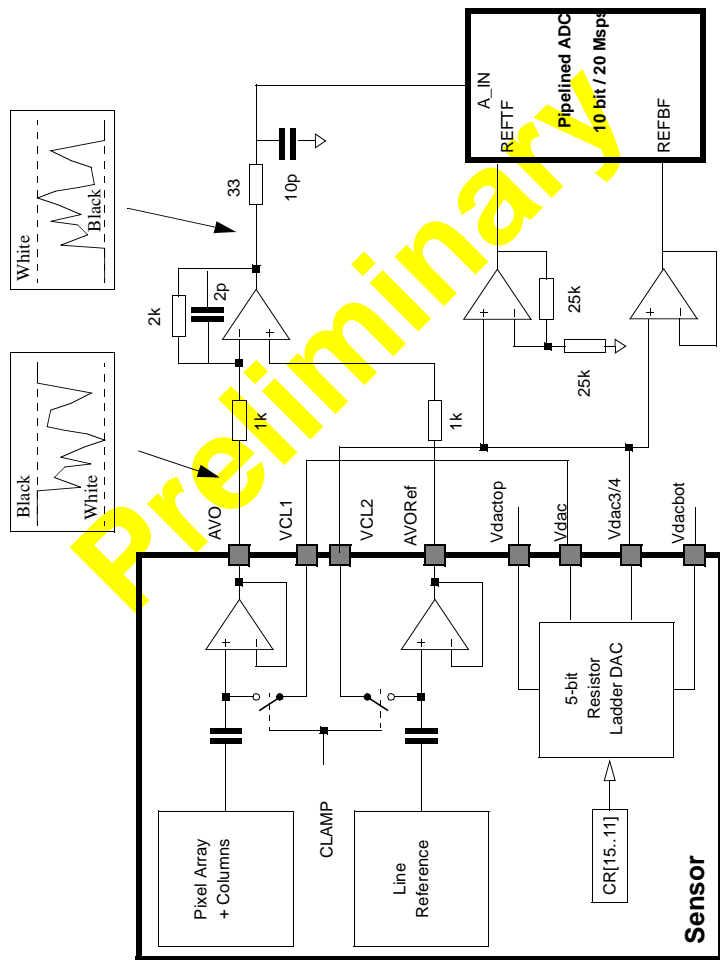 White
Black
Black
White
2k
2p
33
10p
A_IN
REFTF
Pipelined ADC
10 bit / 20 Msps
REFBF
AVO
1k
VCL1
VCL2
AVORef
1k
25k
25k
Vdactop
Vdac
Vdac3/4
Vdacbot
+
−
+
−
−
+
+
−
+
−
Pixel Array
+ Columns
CLAMP
Line
Reference
5-bit
Resistor
Ladder DAC
CR[15..11]
Sensor
Preliminary